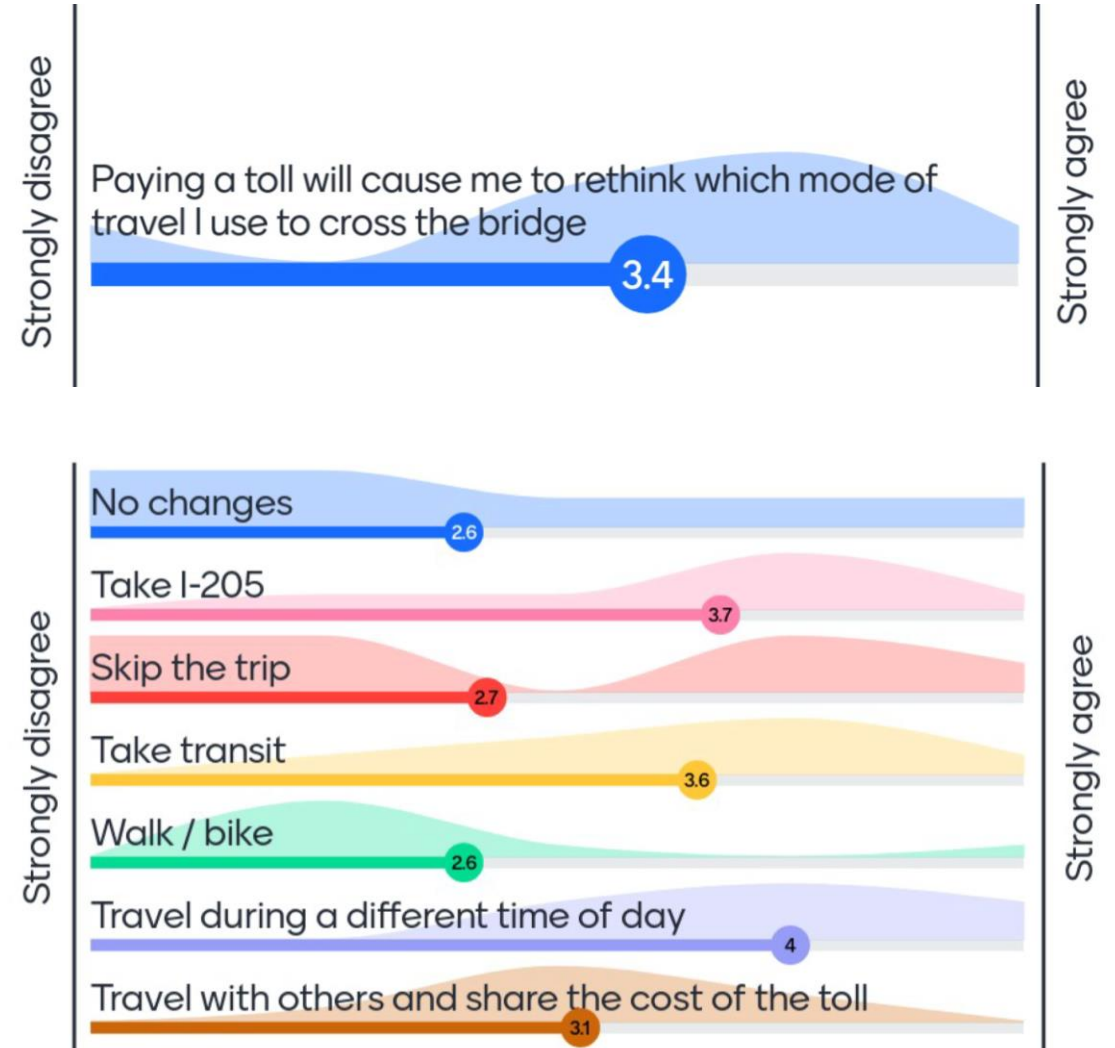 Strongly disagree
Paying a toll will cause me to rethink which mode of
travel I use to cross the bridge
3.4
Strongly agree
Strongly disagree
No changes
2.6
Take I-205
3.7
Skip the trip
2.7
Take transit
3.6
Walk / bike
2.6
Travel during a different time of day
4
Travel with others and share the cost of the toll
3.1
Strongly agree